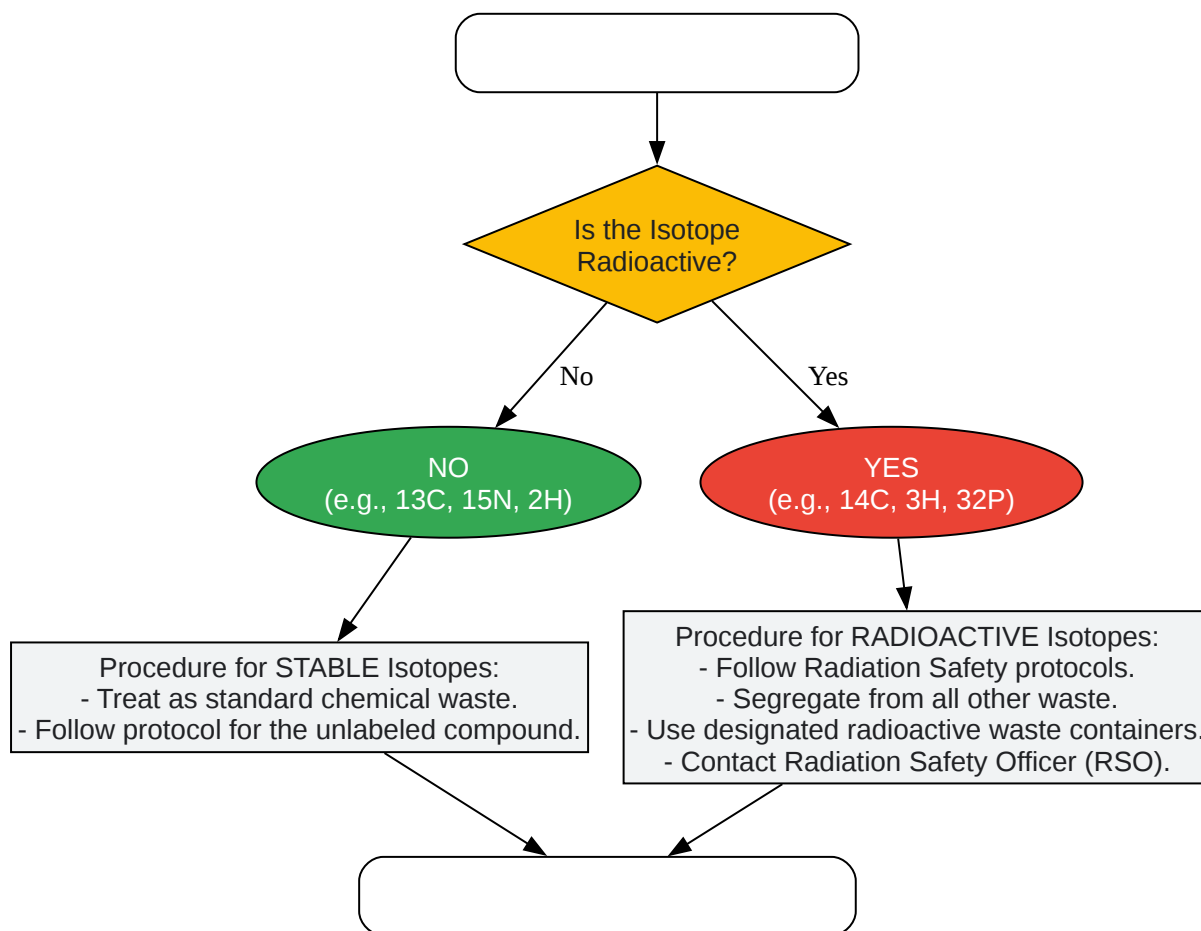 Is the Isotope
Radioactive?
No
Yes
NO
(e.g., 13C, 15N, 2H)
YES
(e.g., 14C, 3H, 32P)
Procedure for STABLE Isotopes:
- Treat as standard chemical waste.
- Follow protocol for the unlabeled compound.
Procedure for RADIOACTIVE Isotopes:
- Follow Radiation Safety protocols.
- Segregate from all other waste.
- Use designated radioactive waste containers.
- Contact Radiation Safety Officer (RSO).